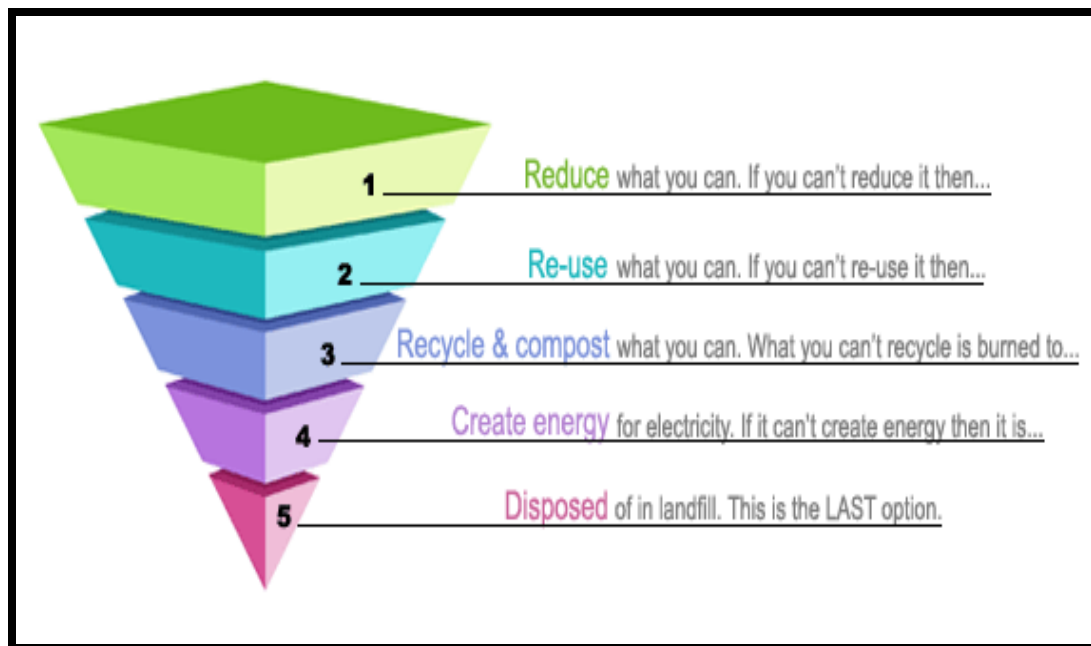 1 Reduce what you can. If you can't reduce it then...
2 Re-use what you can. If you can't re-use it then...
3 Recycle & compost what you can. What you can't recycle is burned to...
4 Create energy for electricity. If it can't create energy then it is...
5 Disposed of in landfill. This is the LAST option.